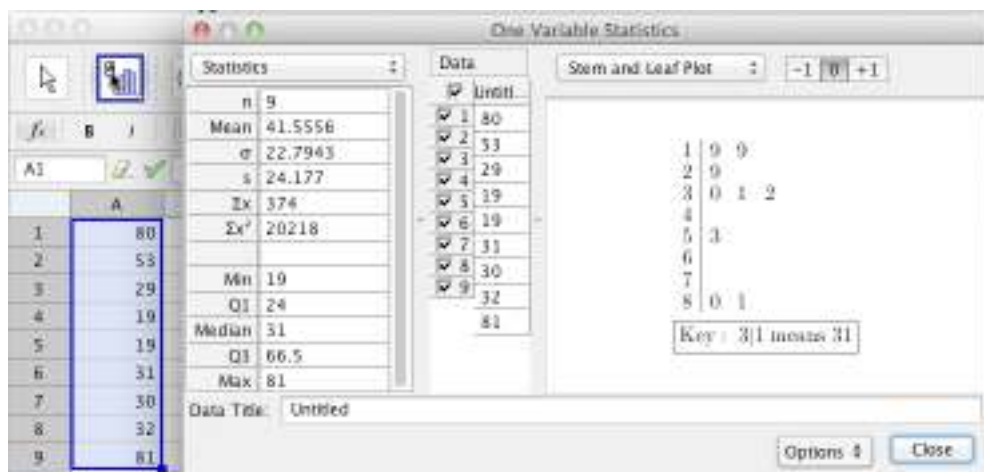 One Variable Statistics
Statistics
n 9
Mean 41.5556
σ 22.7943
s 24.177
Σx 374
Σx² 20218
Min 19
Q1 24
Median 31
Q3 66.5
Max 81
Data
Untitl
1 80
2 53
3 29
4 19
5 19
6 31
7 30
8 32
9 81
Stem and Leaf Plot
-1 0 +1
1 9 9
2 9
3 0 1 2
4
5 3
6
7
8 0 1
Key : 3|1 means 31
Data Title: Untitled
Options
Close
fx B I
A1
A
1 80
2 53
3 29
4 19
5 19
6 31
7 30
8 32
9 81